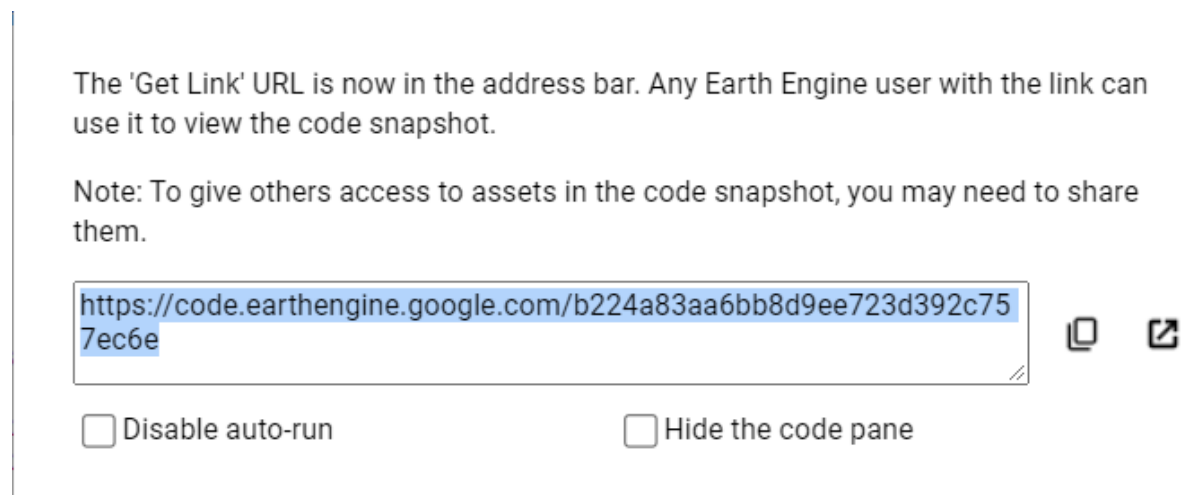 The 'Get Link' URL is now in the address bar. Any Earth Engine user with the link can
use it to view the code snapshot.
Note: To give others access to assets in the code snapshot, you may need to share
them.
https://code.earthengine.google.com/b224a83aa6bb8d9ee723d392c75
7ec6e
Disable auto-run
Hide the code pane